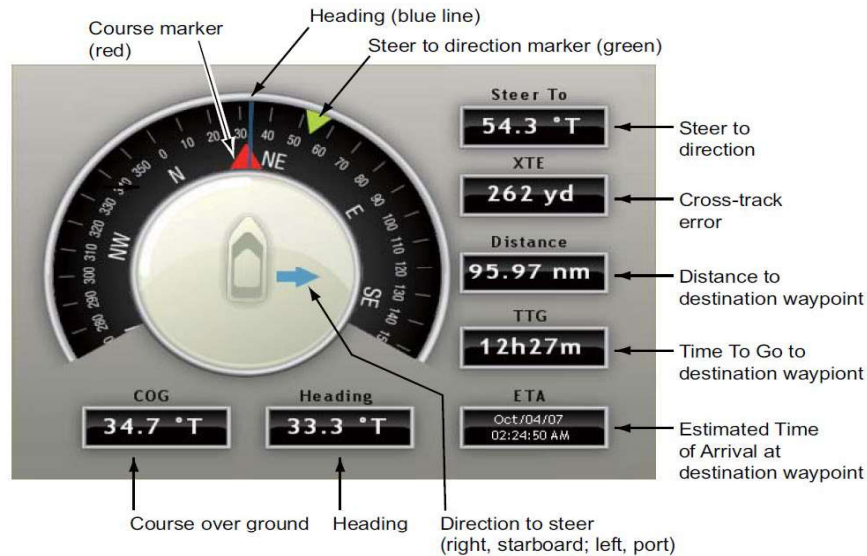 Heading (blue line)
Course marker
(red)
Steer to direction marker (green)
Steer To
54.3 °T
Steer to
direction
XTE
262 yd
Cross-track
error
Distance
95.97 nm
Distance to
destination waypoint
TTG
12h27m
Time To Go to
destination waypiont
ETA
Oct/04/07
02:24:50 AM
Estimated Time
of Arrival at
destination waypoint
280 290 300 310 320 330 340 350 0 10 20 30 40 50 60 70 80 90 100 110 120 130 140
NW N NE E SE
COG
34.7 °T
Heading
33.3 °T
Course over ground
Heading
Direction to steer
(right, starboard; left, port)